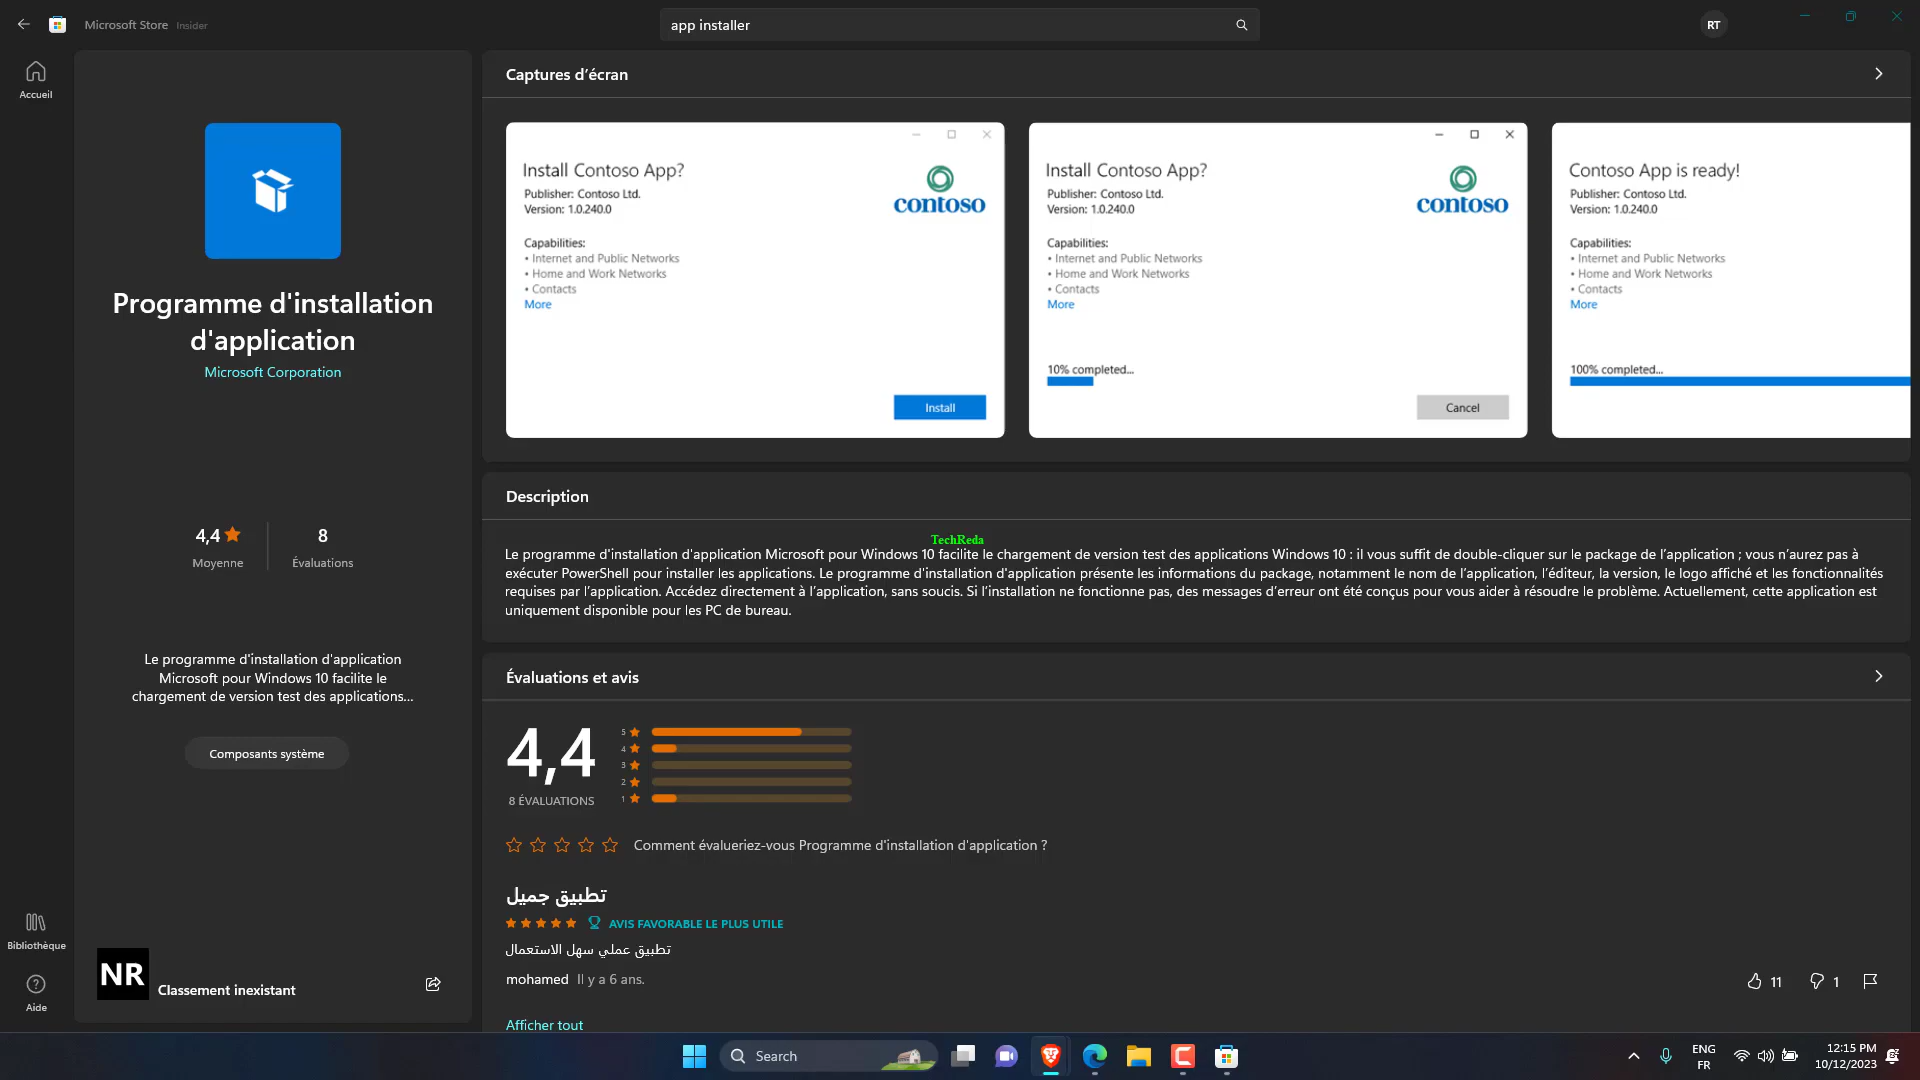 Microsoft Store Insider
app installer
RT
Accueil
Programme d'installation
d'application
Microsoft Corporation
4,4
Moyenne
8
Évaluations
Le programme d'installation d'application
Microsoft pour Windows 10 facilite le
chargement de version test des applications...
Composants système
Bibliothèque
Aide
NR
Classement inexistant
Captures d’écran
Install Contoso App?
Publisher: Contoso Ltd.
Version: 1.0.240.0
contoso
Capabilities:
• Internet and Public Networks
• Home and Work Networks
• Contacts
More
Install
Install Contoso App?
Publisher: Contoso Ltd.
Version: 1.0.240.0
contoso
Capabilities:
• Internet and Public Networks
• Home and Work Networks
• Contacts
More
10% completed...
Cancel
Contoso App is ready!
Publisher: Contoso Ltd.
Version: 1.0.240.0
Capabilities:
• Internet and Public Networks
• Home and Work Networks
• Contacts
More
100% completed...
Description
TechReda
Le programme d'installation d'application Microsoft pour Windows 10 facilite le chargement de version test des applications Windows 10 : il vous suffit de double-cliquer sur le package de l’application ; vous n’aurez pas à
exécuter PowerShell pour installer les applications. Le programme d'installation d'application présente les informations du package, notamment le nom de l’application, l’éditeur, la version, le logo affiché et les fonctionnalités
requises par l’application. Accédez directement à l’application, sans soucis. Si l’installation ne fonctionne pas, des messages d’erreur ont été conçus pour vous aider à résoudre le problème. Actuellement, cette application est
uniquement disponible pour les PC de bureau.
Évaluations et avis
4,4
8 ÉVALUATIONS
5
4
3
2
1
Comment évalueriez-vous Programme d'installation d'application ?
تطبيق جميل
AVIS FAVORABLE LE PLUS UTILE
تطبيق عملي سهل الاستعمال
mohamed Il y a 6 ans.
11
1
Afficher tout
Search
ENG
FR
12:15 PM
10/12/2023